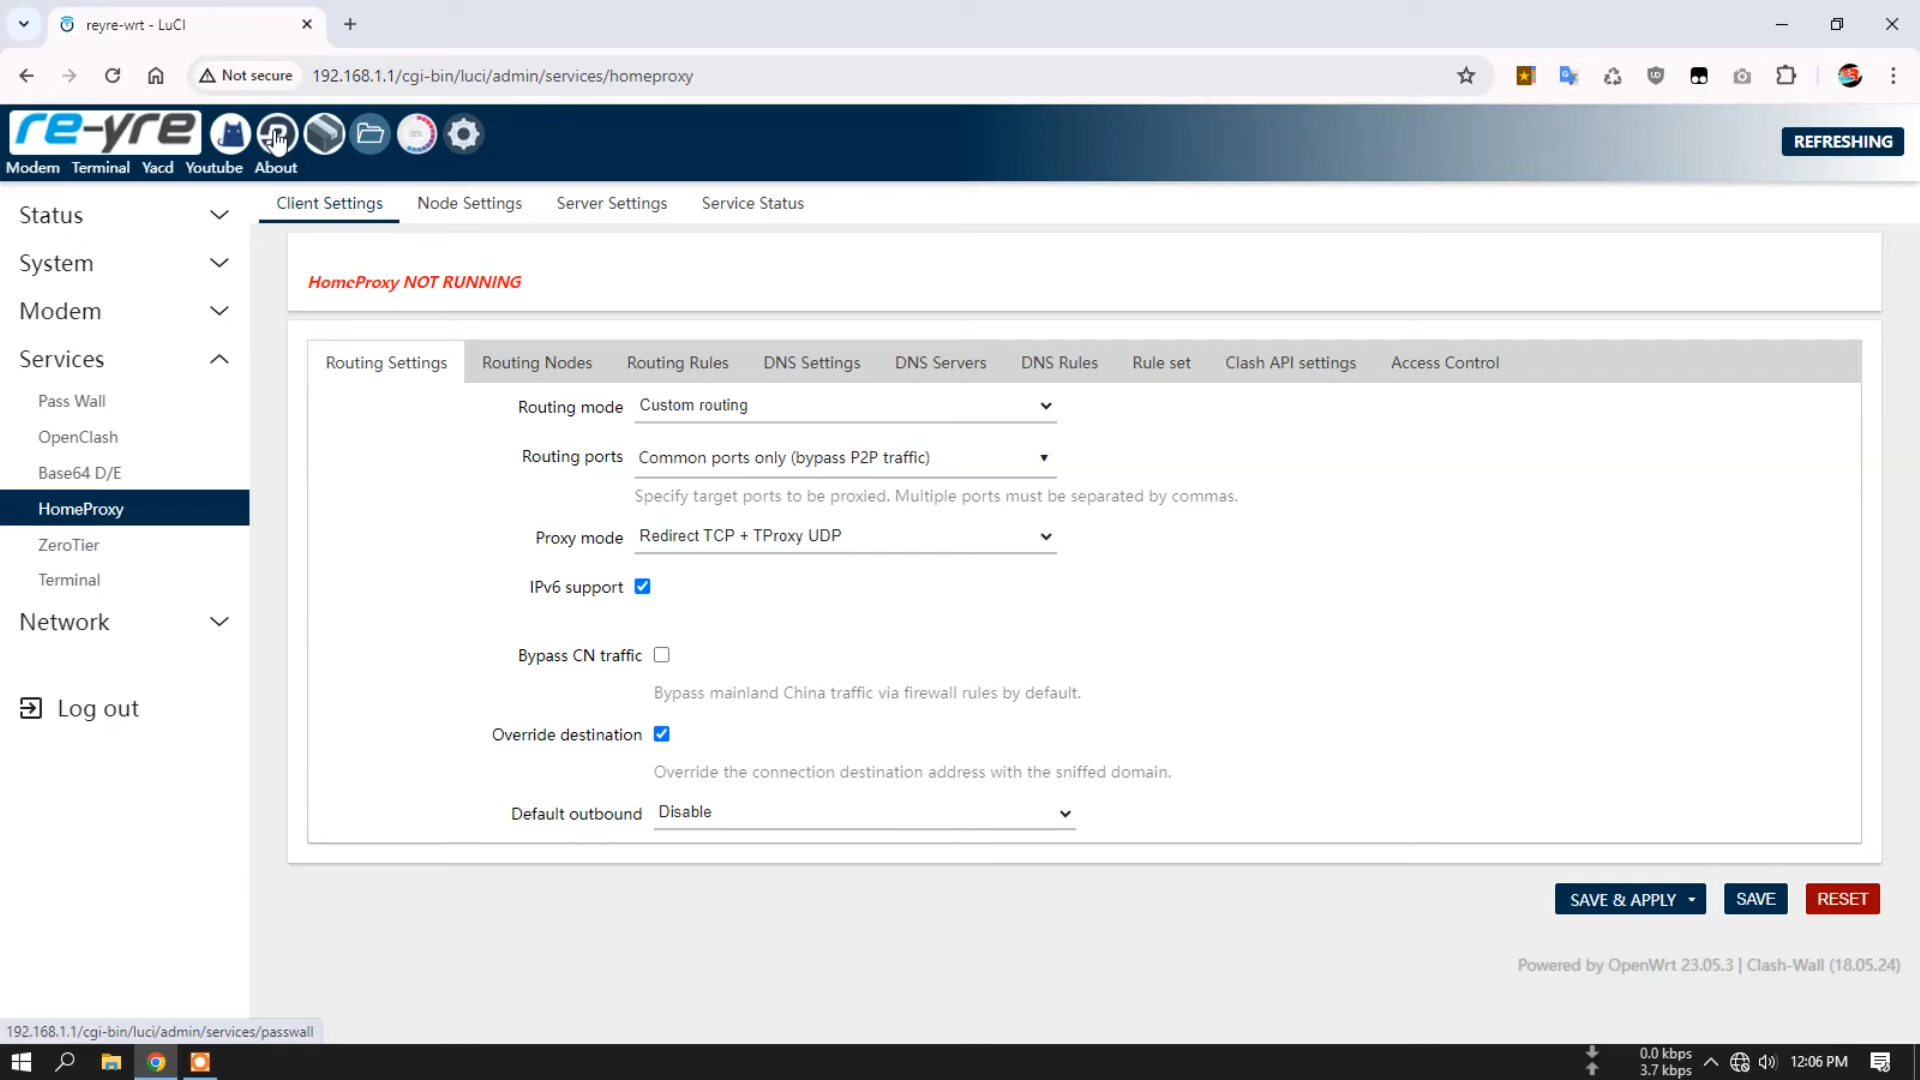 reyre-wrt - LuCI
Not secure
192.168.1.1/cgi-bin/luci/admin/services/homeproxy
re-yre
Modem Terminal Yacd Youtube About
REFRESHING
Status
System
Modem
Services
Pass Wall
OpenClash
Base64 D/E
HomeProxy
ZeroTier
Terminal
Network
Log out
Client Settings Node Settings Server Settings Service Status
HomeProxy NOT RUNNING
Routing Settings Routing Nodes Routing Rules DNS Settings DNS Servers DNS Rules Rule set Clash API settings Access Control
Routing mode Custom routing
Routing ports Common ports only (bypass P2P traffic)
Specify target ports to be proxied. Multiple ports must be separated by commas.
Proxy mode Redirect TCP + TProxy UDP
IPv6 support
Bypass CN traffic
Bypass mainland China traffic via firewall rules by default.
Override destination
Override the connection destination address with the sniffed domain.
Default outbound Disable
SAVE & APPLY SAVE RESET
Powered by OpenWrt 23.05.3 | Clash-Wall (18.05.24)
192.168.1.1/cgi-bin/luci/admin/services/passwall
0.0 kbps
3.7 kbps
12:06 PM